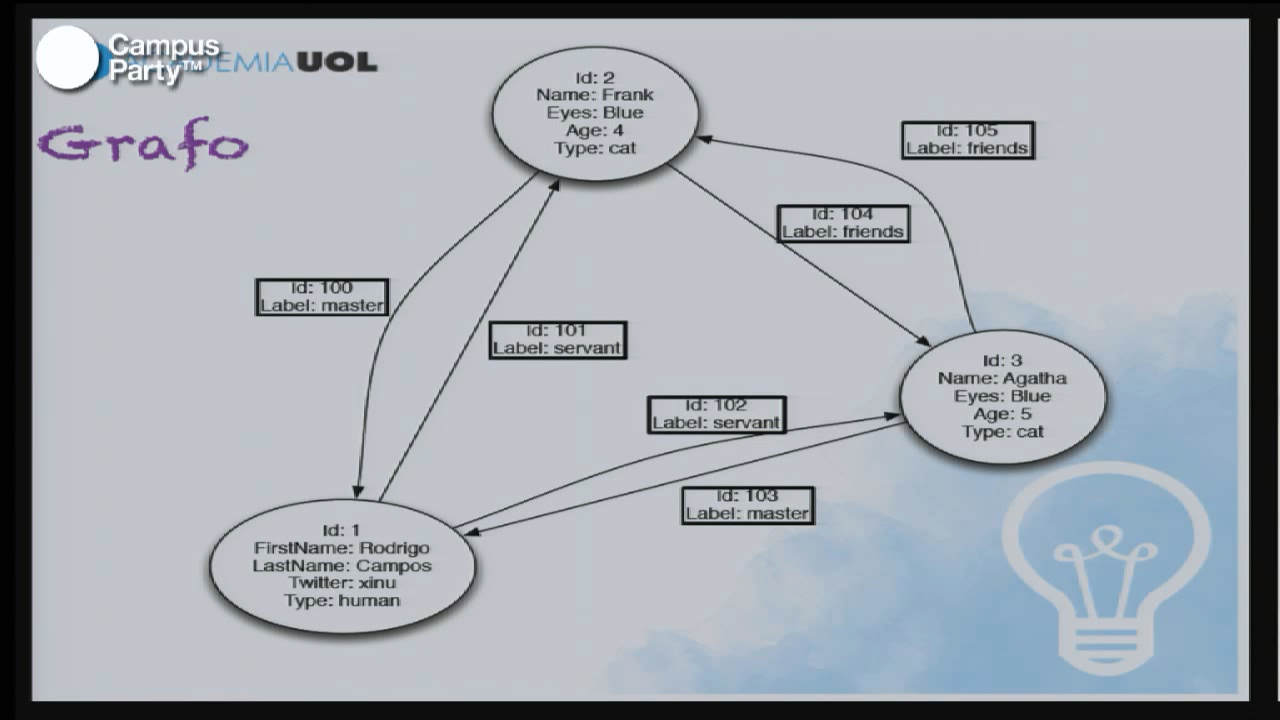 Campus
Party™
DEMIAUOL
Grafo
Id: 2
Name: Frank
Eyes: Blue
Age: 4
Type: cat
Id: 105
Label: friends
Id: 104
Label: friends
Id: 100
Label: master
Id: 101
Label: servant
Id: 3
Name: Agatha
Eyes: Blue
Age: 5
Type: cat
Id: 102
Label: servant
Id: 103
Label: master
Id: 1
FirstName: Rodrigo
LastName: Campos
Twitter: xinu
Type: human